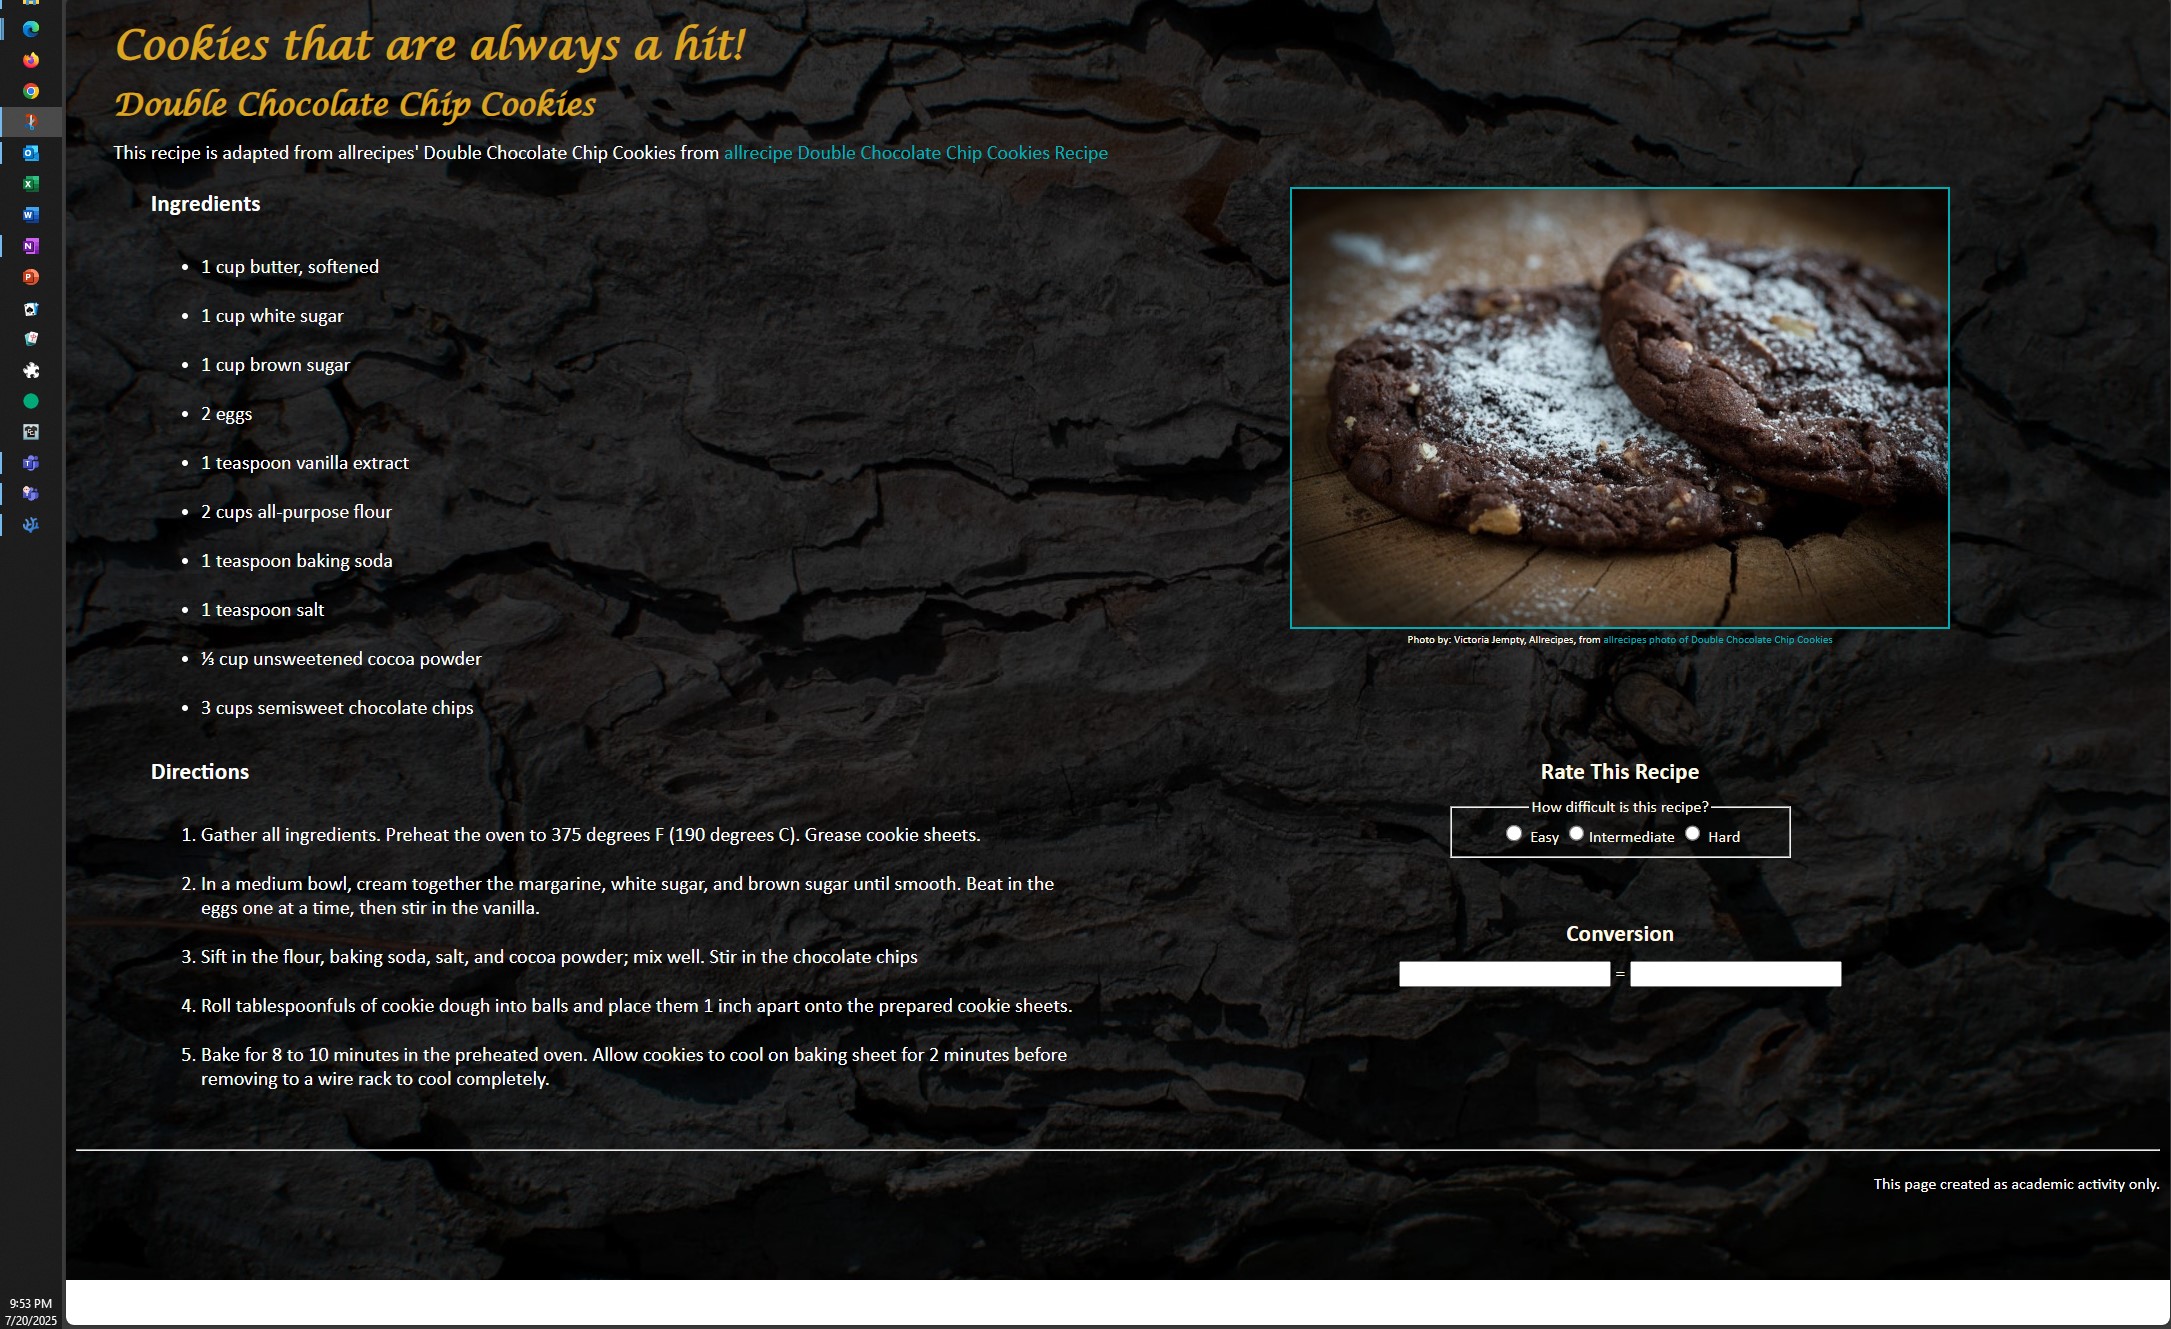 Cookies that are always a hit!
Double Chocolate Chip Cookies
This recipe is adapted from allrecipes' Double Chocolate Chip Cookies from allrecipe Double Chocolate Chip Cookies Recipe
Ingredients
• 1 cup butter, softened
• 1 cup white sugar
• 1 cup brown sugar
• 2 eggs
• 1 teaspoon vanilla extract
• 2 cups all-purpose flour
• 1 teaspoon baking soda
• 1 teaspoon salt
• ⅓ cup unsweetened cocoa powder
• 3 cups semisweet chocolate chips
Photo by: Victoria Jempty, Allrecipes, from allrecipes photo of Double Chocolate Chip Cookies
Directions
1. Gather all ingredients. Preheat the oven to 375 degrees F (190 degrees C). Grease cookie sheets.
2. In a medium bowl, cream together the margarine, white sugar, and brown sugar until smooth. Beat in the
eggs one at a time, then stir in the vanilla.
3. Sift in the flour, baking soda, salt, and cocoa powder; mix well. Stir in the chocolate chips
4. Roll tablespoonfuls of cookie dough into balls and place them 1 inch apart onto the prepared cookie sheets.
5. Bake for 8 to 10 minutes in the preheated oven. Allow cookies to cool on baking sheet for 2 minutes before
removing to a wire rack to cool completely.
Rate This Recipe
How difficult is this recipe?
Easy Intermediate Hard
Conversion
=
This page created as academic activity only.
9:53 PM
7/20/2025